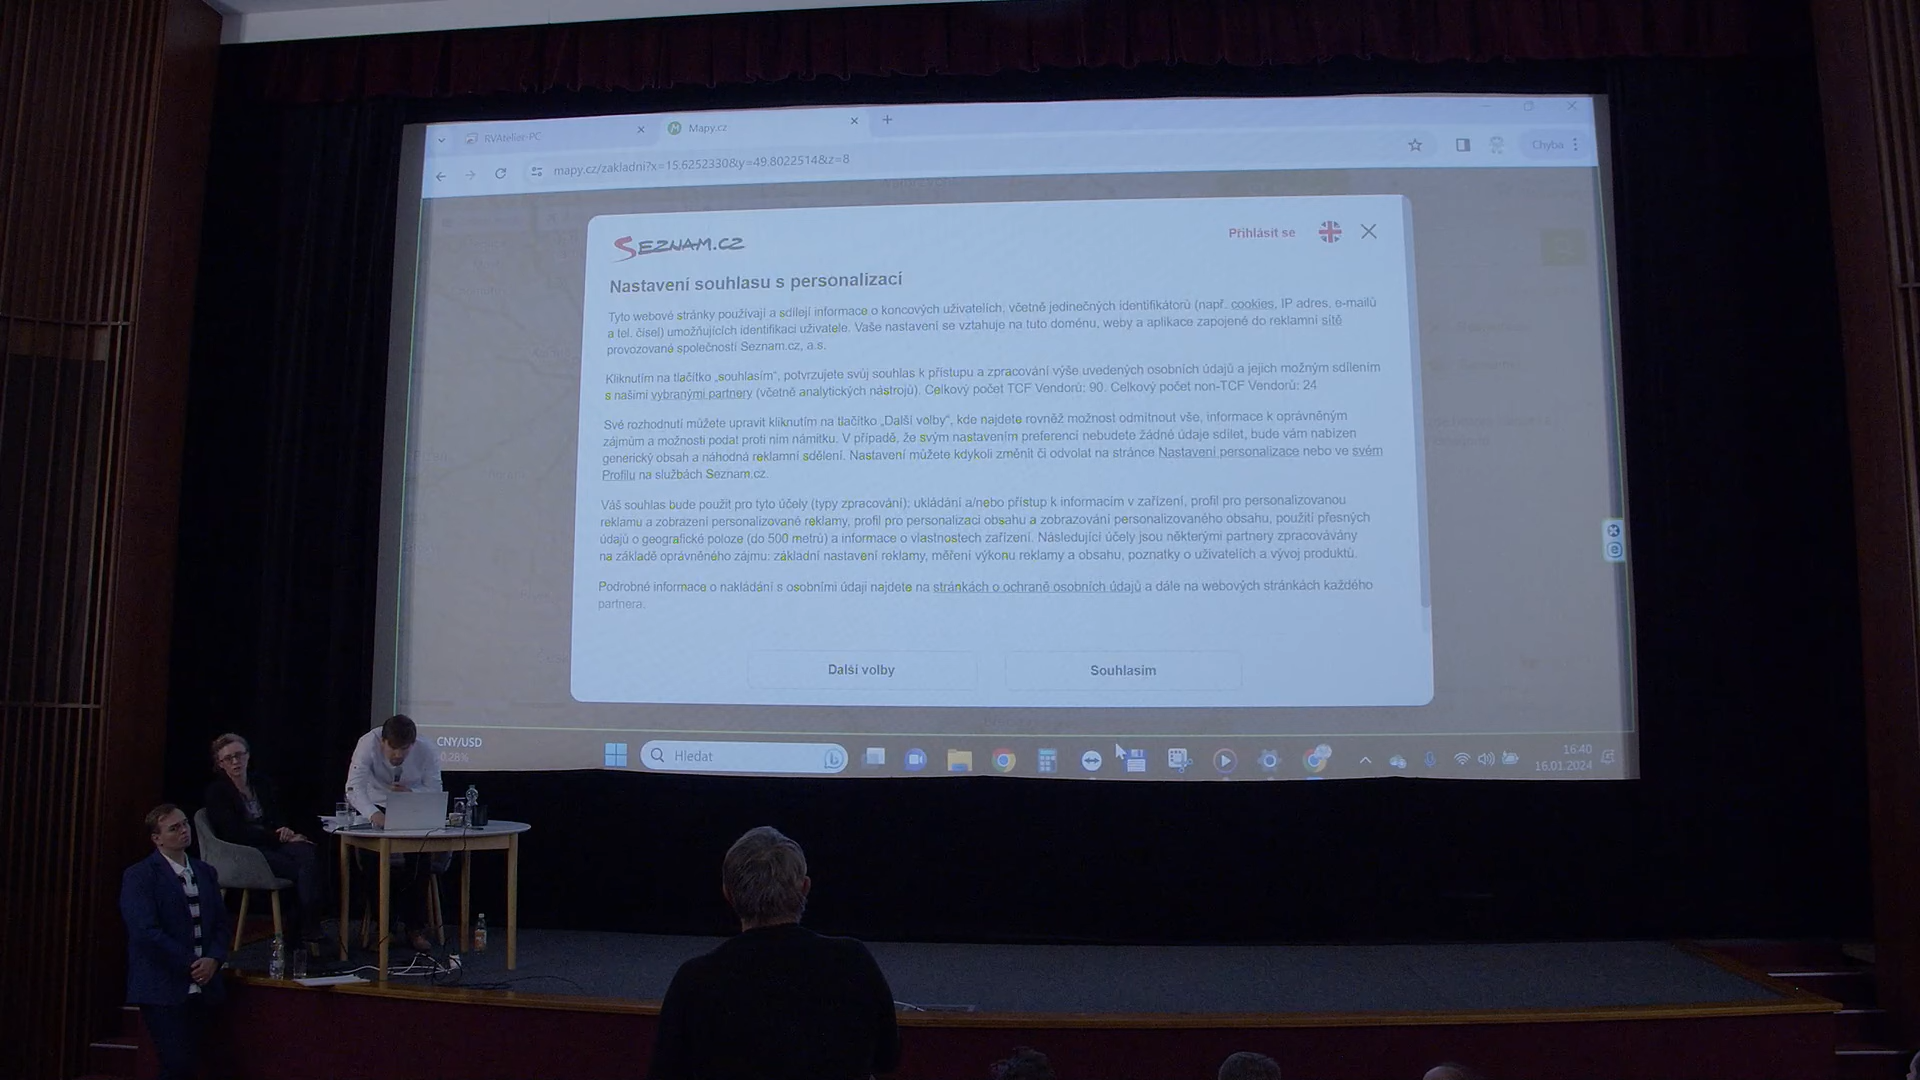 RVAtelier-PC
Mapy.cz
mapy.cz/zakladni?x=15.6252330&y=49.8022514&z=8
Chyba
SEZNAM.CZ
Přihlásit se
Nastavení souhlasu s personalizací
Tyto webové stránky používají a sdílejí informace o koncových uživatelích, včetně jedinečných identifikátorů (např. cookies, IP adres, e-mailů
a tel. čísel) umožňujících identifikaci uživatele. Vaše nastavení se vztahuje na tuto doménu, weby a aplikace zapojené do reklamní sítě
provozované společností Seznam.cz, a.s.
Kliknutím na tlačítko „souhlasím“, potvrzujete svůj souhlas k přístupu a zpracování výše uvedených osobních údajů a jejich možným sdílením
s našimi vybranými partnery (včetně analytických nástrojů). Celkový počet TCF Vendorů: 90. Celkový počet non-TCF Vendorů: 24
Své rozhodnutí můžete upravit kliknutím na tlačítko „Další volby“, kde najdete rovněž možnost odmítnout vše, informace k oprávněným
zájmům a možnosti podat proti nim námitku. V případě, že svým nastavením preferencí nebudete žádné údaje sdílet, bude vám nabízen
generický obsah a náhodná reklamní sdělení. Nastavení můžete kdykoli změnit či odvolat na stránce Nastavení personalizace nebo ve svém
Profilu na službách Seznam.cz.
Váš souhlas bude použit pro tyto účely (typy zpracování): ukládání a/nebo přístup k informacím v zařízení, profil pro personalizovanou
reklamu a zobrazení personalizované reklamy, profil pro personalizaci obsahu a zobrazování personalizovaného obsahu, použití přesných
údajů o geografické poloze (do 500 metrů) a informace o vlastnostech zařízení. Následující účely jsou některými partnery zpracovávány
na základě oprávněného zájmu: základní nastavení reklamy, měření výkonu reklamy a obsahu, poznatky o uživatelích a vývoj produktů.
Podrobné informace o nakládání s osobními údaji najdete na stránkách o ochraně osobních údajů a dále na webových stránkách každého
partnera.
Další volby
Souhlasím
CNY/USD
-0.28%
Hledat
16:40
16.01.2024